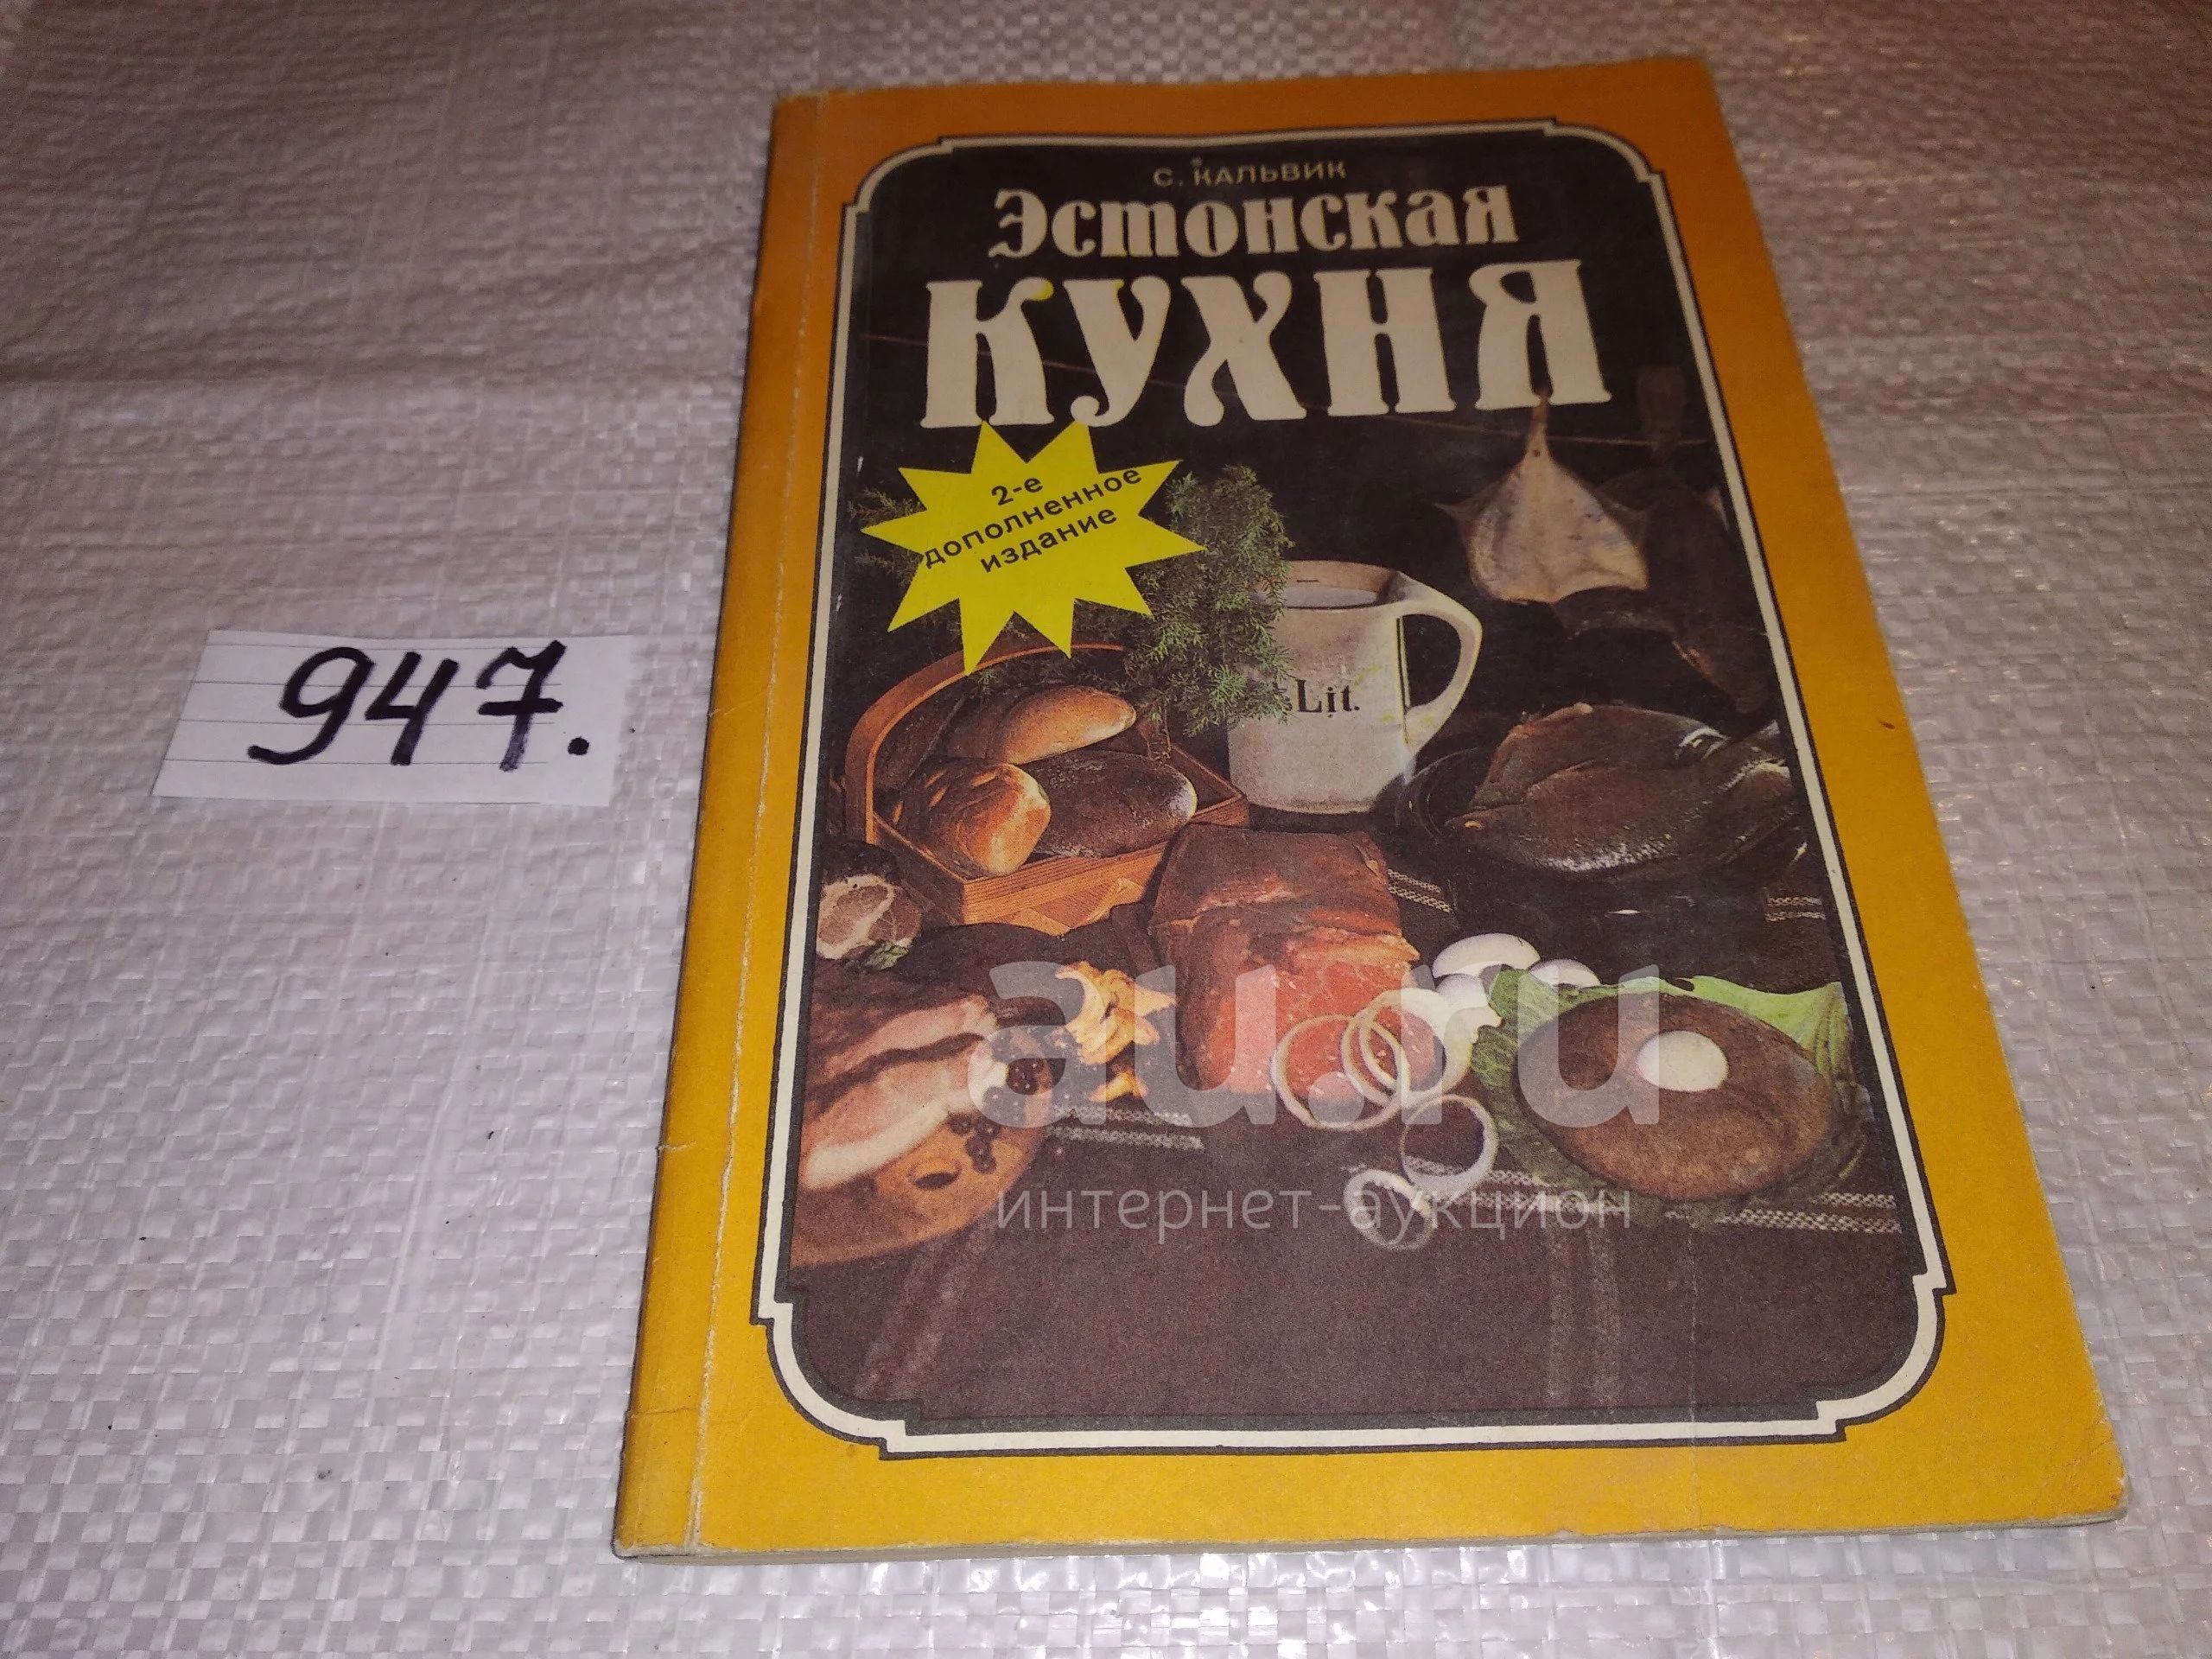 С. КАЛЬВИК
Эстонская
КУХНЯ
2-е
дополненное
издание
Lit.
947.
au.ru
интернет-аукцион